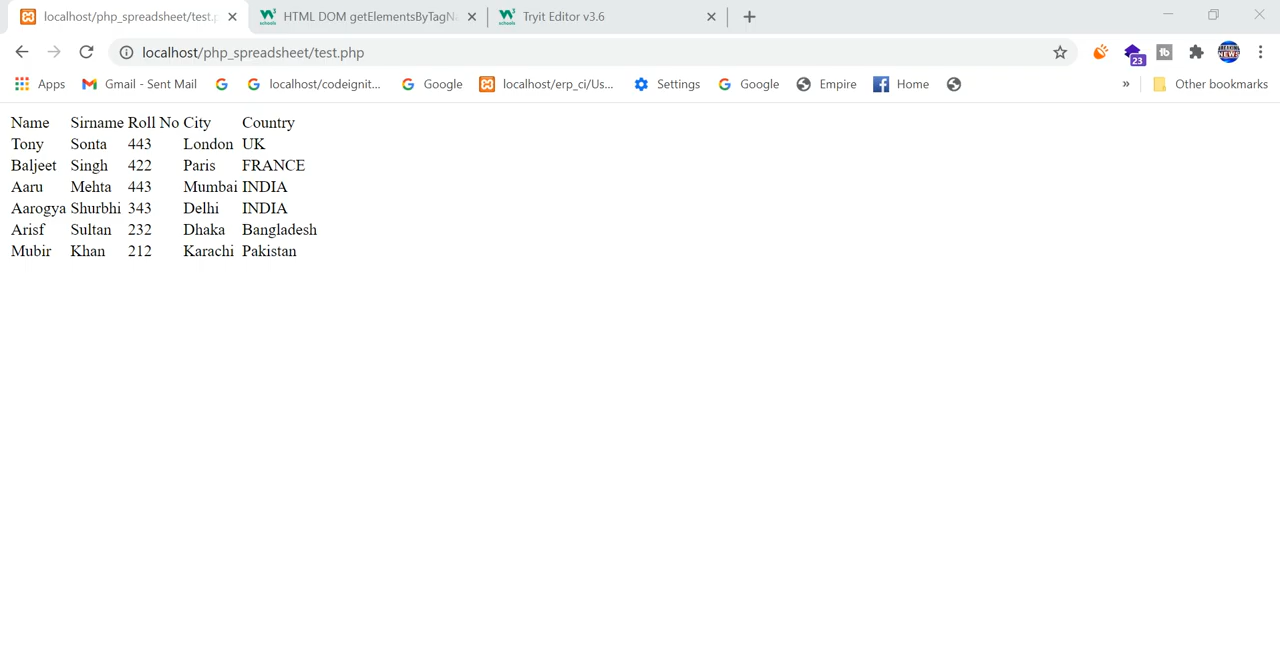 localhost/php_spreadsheet/test.p
HTML DOM getElementsByTagNa
Tryit Editor v3.6
localhost/php_spreadsheet/test.php
23
Apps
Gmail - Sent Mail
localhost/codeignit...
Google
localhost/erp_ci/Us...
Settings
Google
Empire
Home
»
Other bookmarks
Name Sirname Roll No City Country
Tony Sonta 443 London UK
Baljeet Singh 422 Paris FRANCE
Aaru Mehta 443 Mumbai INDIA
Aarogya Shurbhi 343 Delhi INDIA
Arisf Sultan 232 Dhaka Bangladesh
Mubir Khan 212 Karachi Pakistan